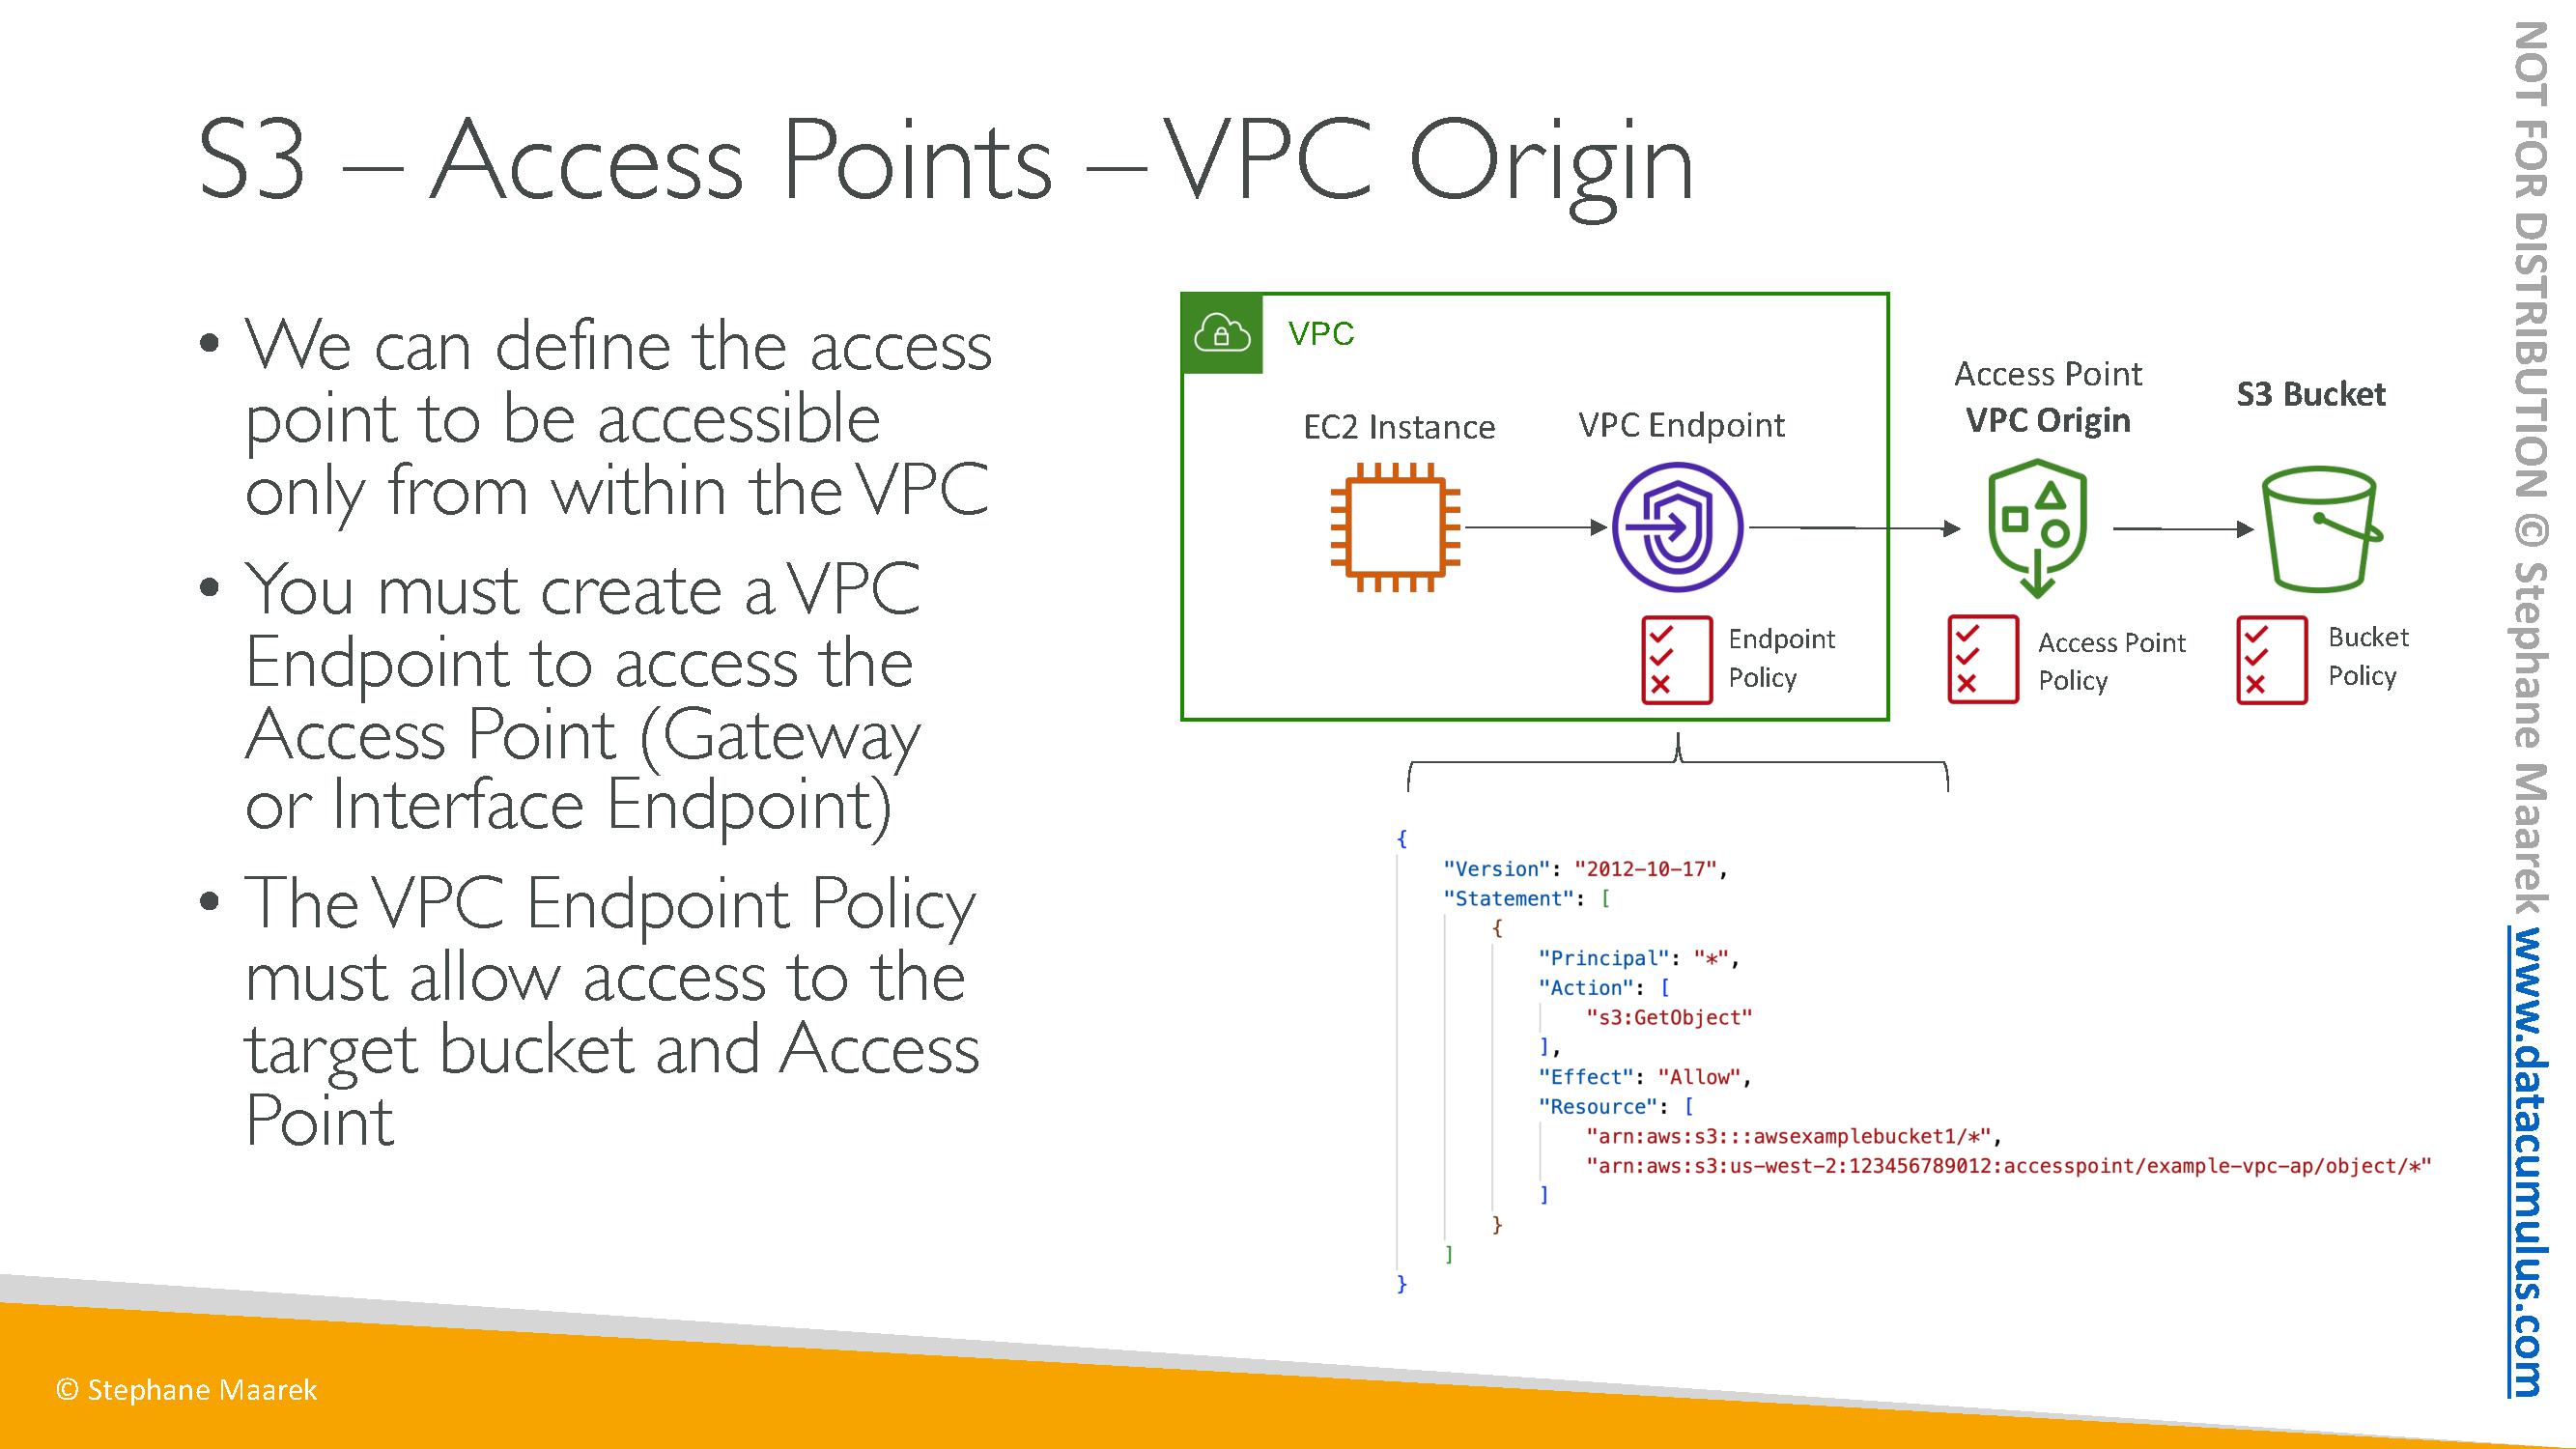 S3 – Access Points – VPC Origin
• We can define the access
point to be accessible
only from within the VPC
• You must create a VPC
Endpoint to access the
Access Point (Gateway
or Interface Endpoint)
• The VPC Endpoint Policy
must allow access to the
target bucket and Access
Point
VPC
EC2 Instance
VPC Endpoint
Access Point
VPC Origin
S3 Bucket
Endpoint
Policy
Access Point
Policy
Bucket
Policy
{
"Version": "2012-10-17",
"Statement": [
{
"Principal": "*",
"Action": [
"s3:GetObject"
],
"Effect": "Allow",
"Resource": [
"arn:aws:s3:::awsexamplebucket1/*",
"arn:aws:s3:us-west-2:123456789012:accesspoint/example-vpc-ap/object/*"
]
}
]
}
© Stephane Maarek
NOT FOR DISTRIBUTION © Stephane Maarek www.datacumulus.com